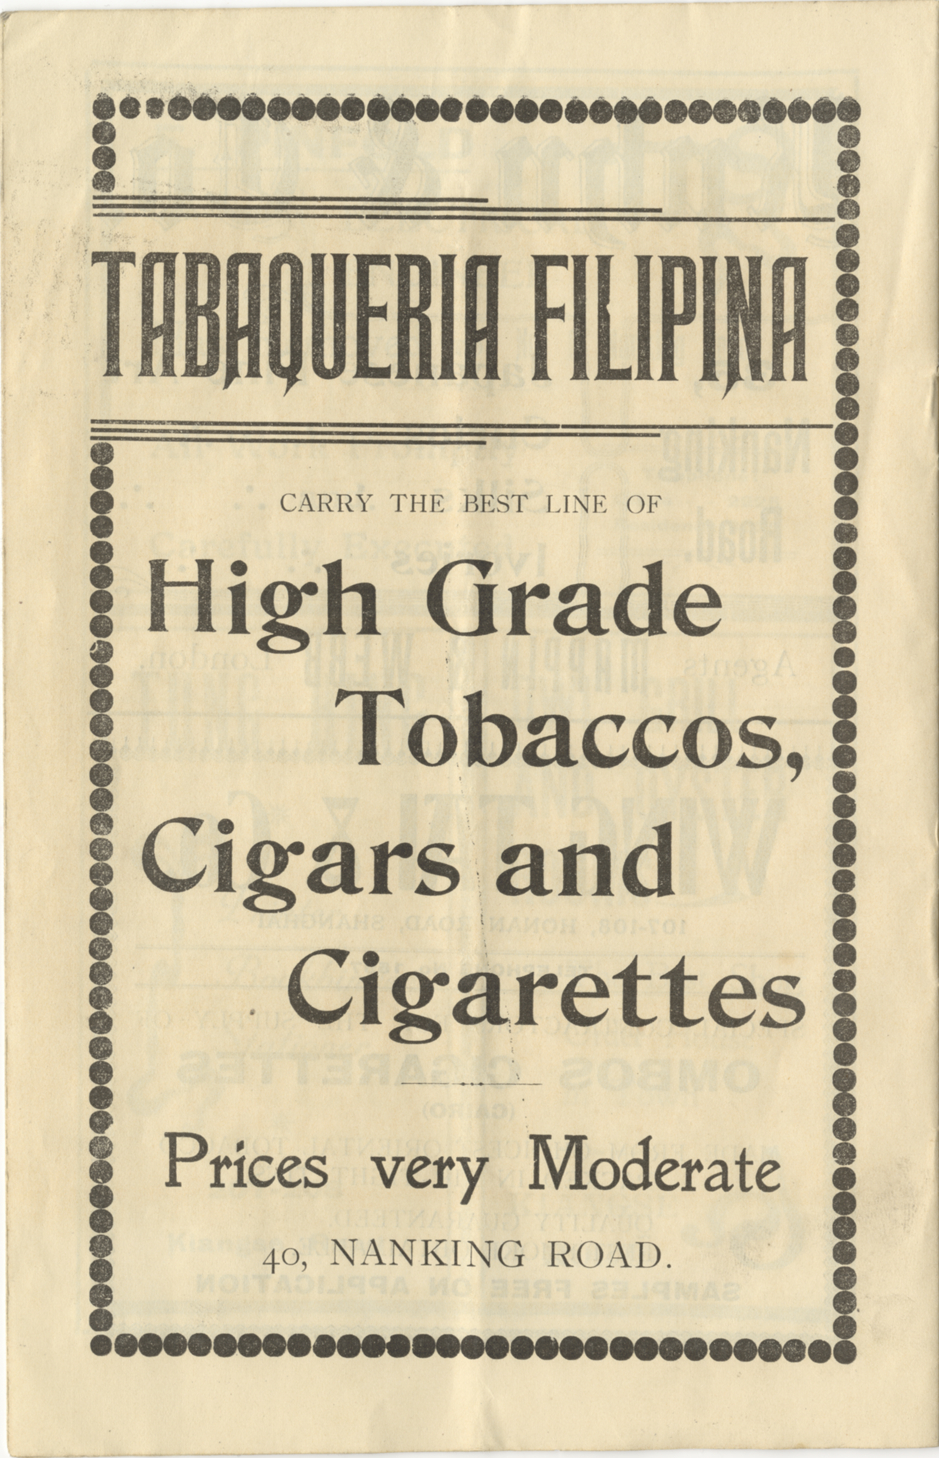 TABAQUERIA FILIPINA
CARRY THE BEST LINE OF
High Grade
Tobaccos,
Cigars and
Cigarettes
Prices very Moderate
40, NANKING ROAD.